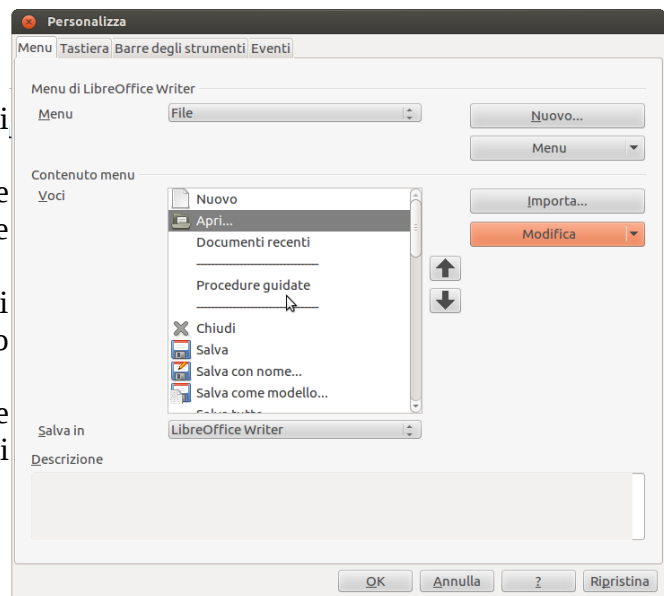 Personalizza
Menu Tastiera Barre degli strumenti Eventi
Menu di LibreOffice Writer
Menu File Nuovo...
Menu
Contenuto menu
Voci Nuovo Importa...
Apri... Modifica
Documenti recenti
Procedure guidate
Chiudi
Salva
Salva con nome...
Salva come modello...
Salva tutto
Salva in LibreOffice Writer
Descrizione
OK Annulla ? Ripristina